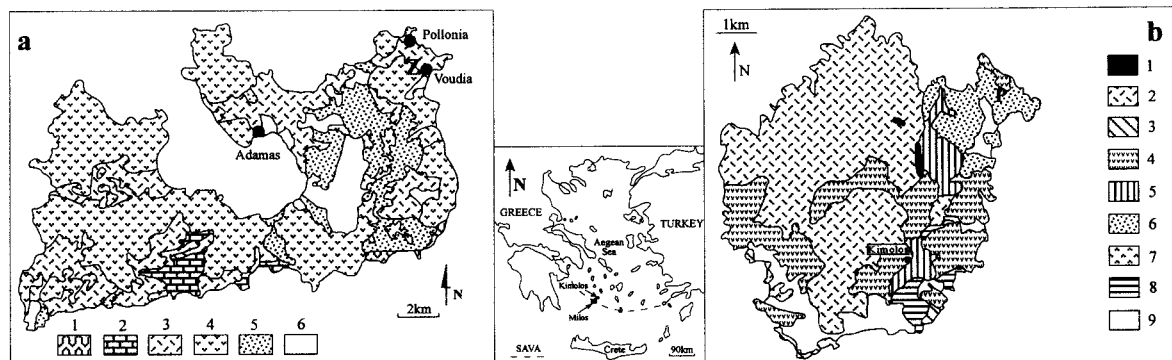 a
Pollonia
Z
Voudia
Adamas
N
2km
1 2 3 4 5 6
N
GREECE
TURKEY
Aegean
Sea
Kimolos
Milos
SAVA
Crete
90km
1km
b
N
P
Kimolos
1
2
3
4
5
6
7
8
9